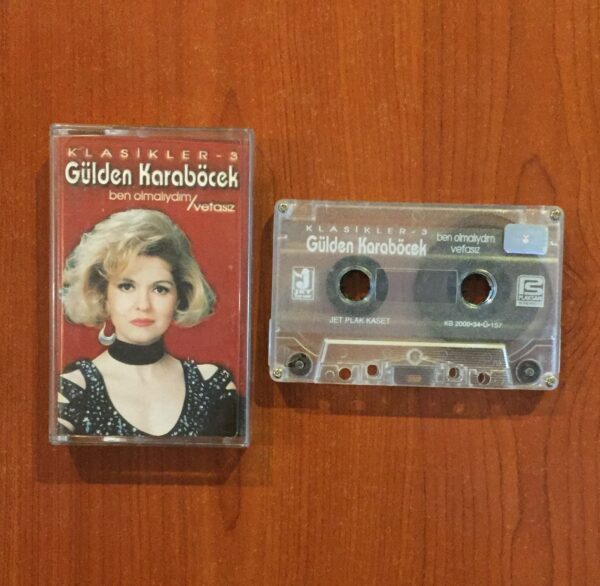 KLASİKLER - 3
Gülden Karaböcek
ben olmalıydım
/vefasız
KLASİKLER - 3
Gülden Karaböcek
ben olmalıydım
vefasız
JET PLAK KASET
KB 2000•34-Ü-157